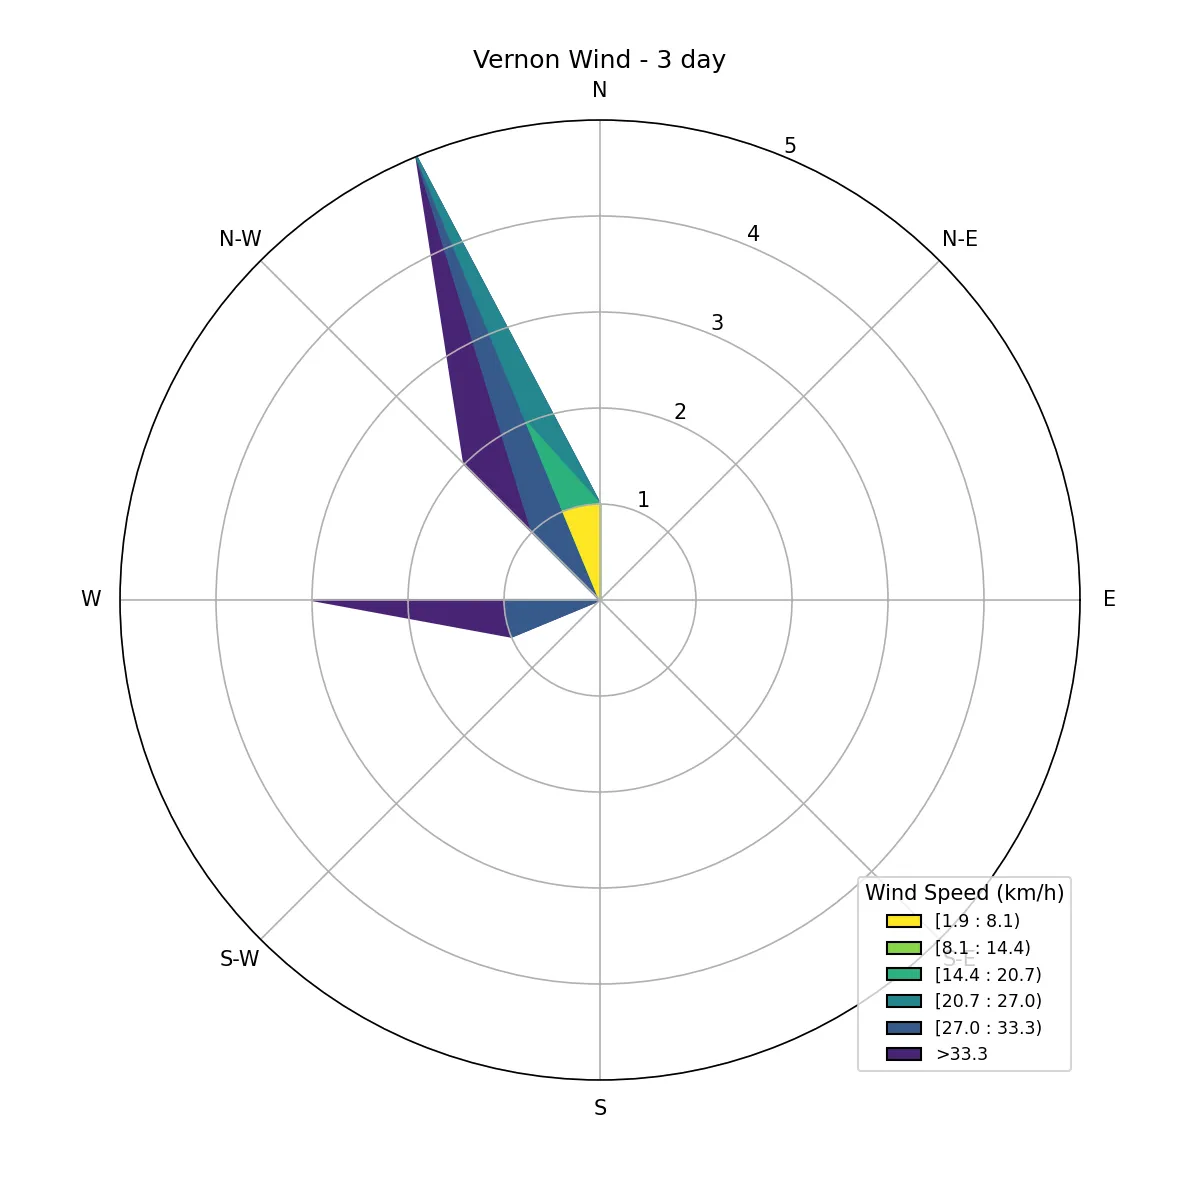 Vernon Wind - 3 day
N
5
4
N-W
N-E
3
2
1
W
E
Wind Speed (km/h)
[1.9 : 8.1)
[8.1 : 14.4)
S-W
S-E
[14.4 : 20.7)
[20.7 : 27.0)
[27.0 : 33.3)
>33.3
S